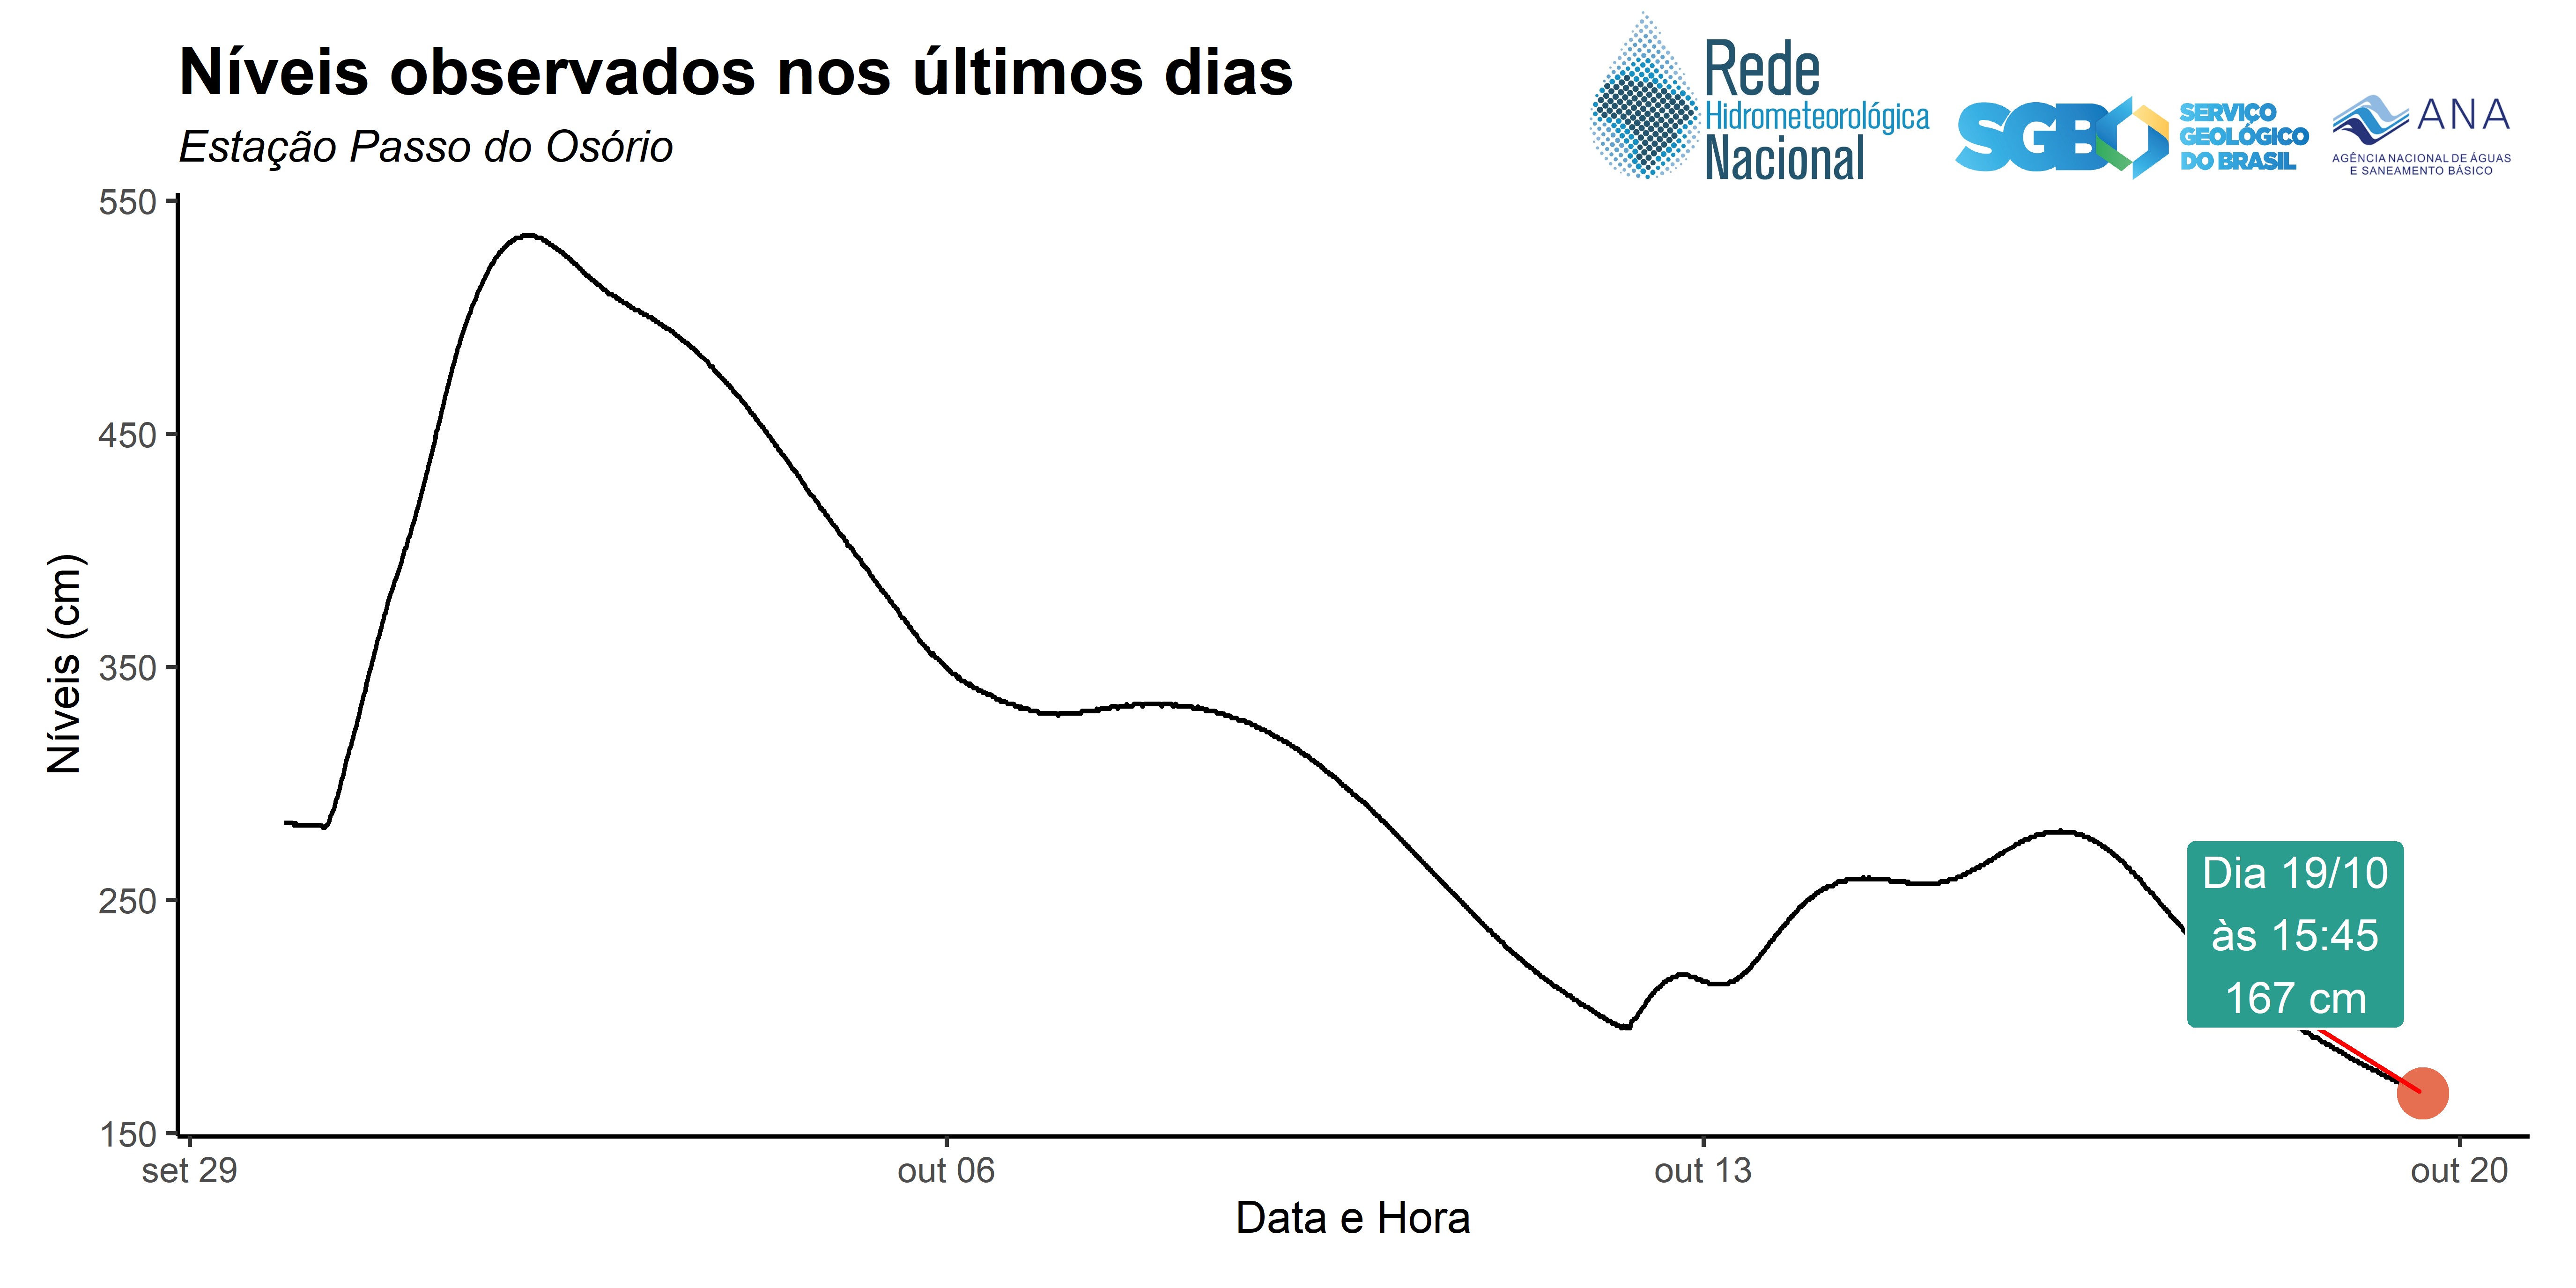 Níveis observados nos últimos dias
Estação Passo do Osório
Rede
Hidrometeorológica
Nacional
SGB
SERVIÇO
GEOLÓGICO
DO BRASIL
ANA
AGÊNCIA NACIONAL DE ÁGUAS
E SANEAMENTO BÁSICO
Níveis (cm)
550
450
350
250
150
Dia 19/10
às 15:45
167 cm
set 29
out 06
out 13
out 20
Data e Hora